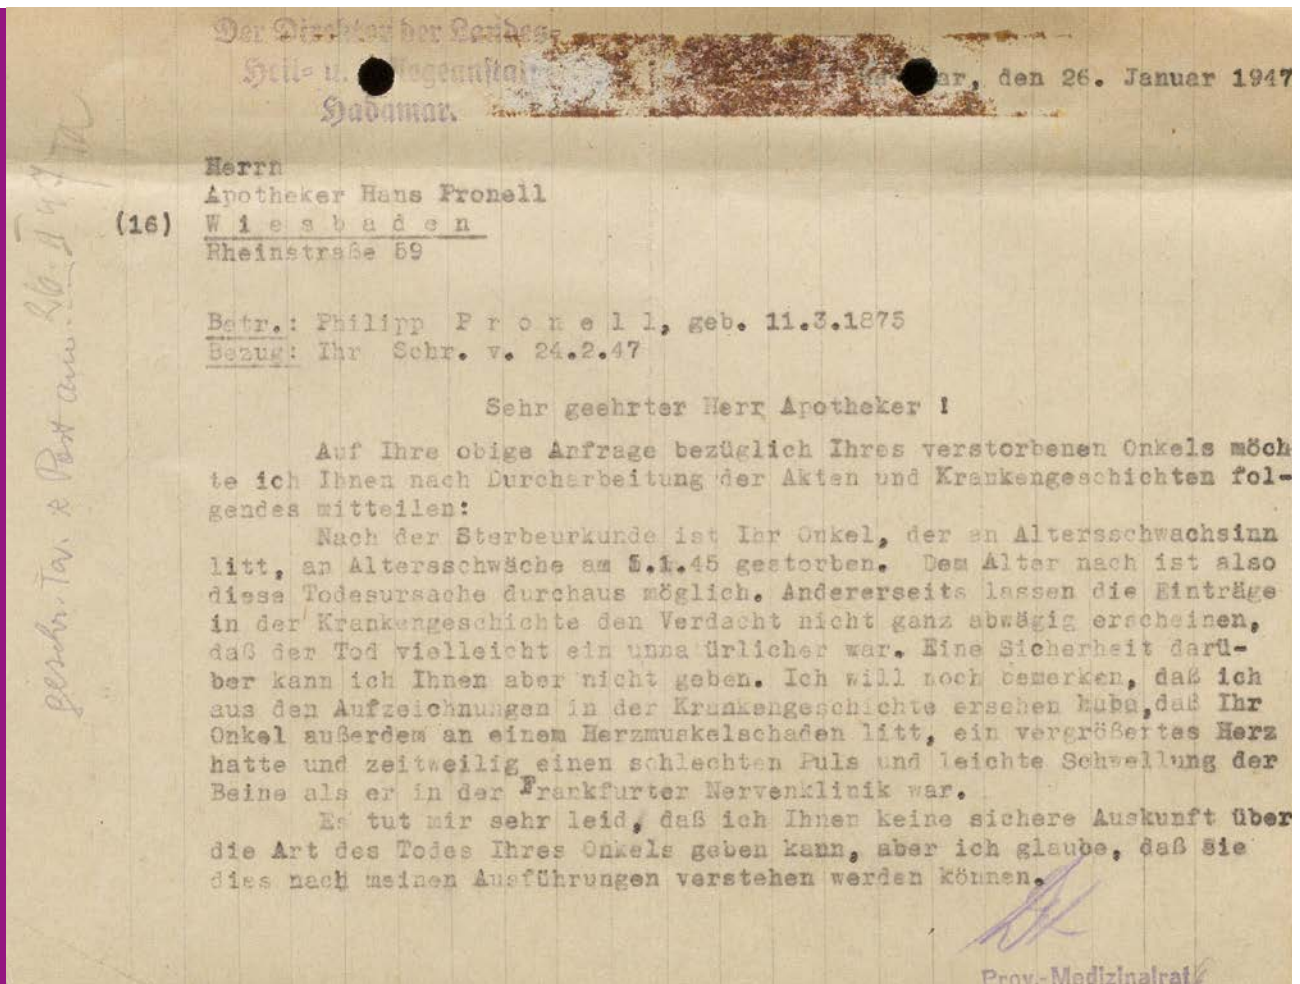 Der Direktor der Landes-
Heil- u. Pflegeanstalt
Hadamar.
Hadamar, den 26. Januar 1947
Herrn
Apotheker Hans Pronell
(16) Wiesbaden
Rheinstraße 59
Betr.: Philipp Pronell, geb. 11.3.1875
Bezug: Ihr Schr. v. 24.2.47
Sehr geehrter Herr Apotheker !
Auf Ihre obige Anfrage bezüglich Ihres verstorbenen Onkels möch
te ich Ihnen nach Durcharbeitung der Akten und Krankengeschichten fol-
gendes mitteilen:
Nach der Sterbeurkunde ist Ihr Onkel, der an Altersschwachsinn
litt, an Altersschwäche am 5.1.45 gestorben. Dem Alter nach ist also
diese Todesursache durchaus möglich. Andererseits lassen die Einträge
in der Krankengeschichte den Verdacht nicht ganz abwägig erscheinen,
daß der Tod vielleicht ein unna ürlicher war. Eine Sicherheit darü-
ber kann ich Ihnen aber nicht geben. Ich will noch bemerken, daß ich
aus den Aufzeichnungen in der Krankengeschichte ersehen habe,daß Ihr
Onkel außerdem an einem Herzmuskelschaden litt, ein vergrößertes Herz
hatte und zeitweilig einen schlechten Puls und leichte Schwellung der
Beine als er in der Frankfurter Nervenklinik war.
Es tut mir sehr leid, daß ich Ihnen keine sichere Auskunft über
die Art des Todes Ihres Onkels geben kann, aber ich glaube, daß Sie
dies nach meinen Ausführungen verstehen werden können.
Prov.-Medizinalrat
z. Post am 26.